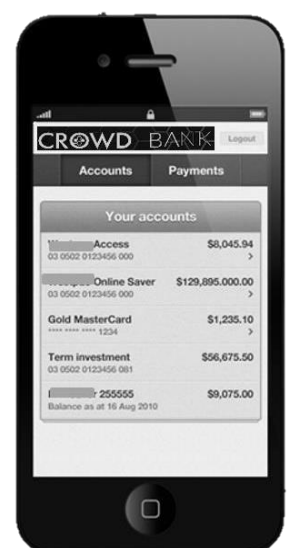 CROWD BANK
Logout
Accounts Payments
Your accounts
Access $8,045.94
03 0502 0123456 000
Online Saver $129,895.000.00
03 0502 0123456 000
Gold MasterCard $1,235.10
**** **** **** 1234
Term investment $56,675.50
03 0502 0123456 081
255555 $9,075.00
Balance as at 16 Aug 2010